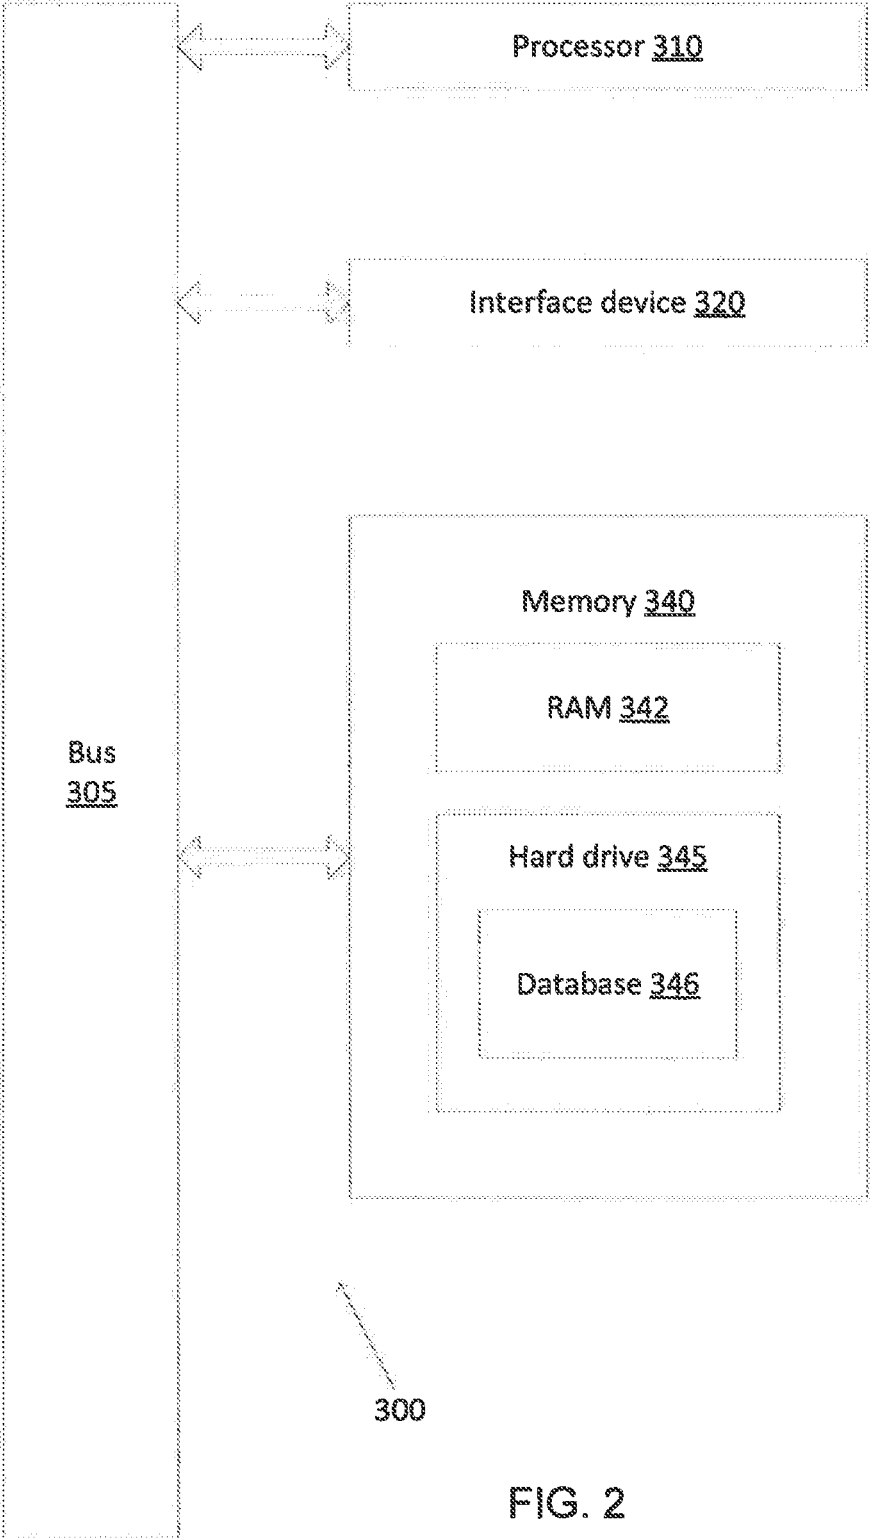 Processor 310
Interface device 320
Memory 340
RAM 342
Bus
305
Hard drive 345
Database 346
300
FIG. 2